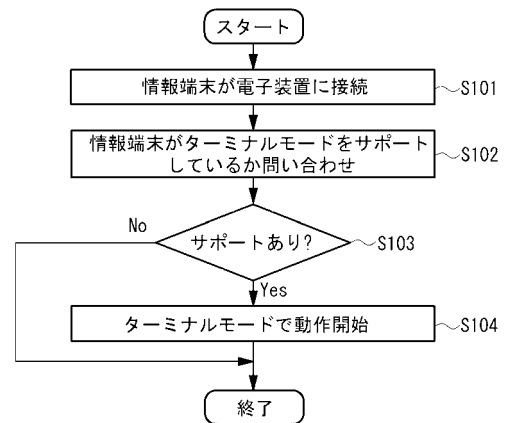 スタート
情報端末が電子装置に接続
S101
情報端末がターミナルモードをサポート
しているか問い合わせ
S102
No
サポートあり?
S103
Yes
ターミナルモードで動作開始
S104
終了